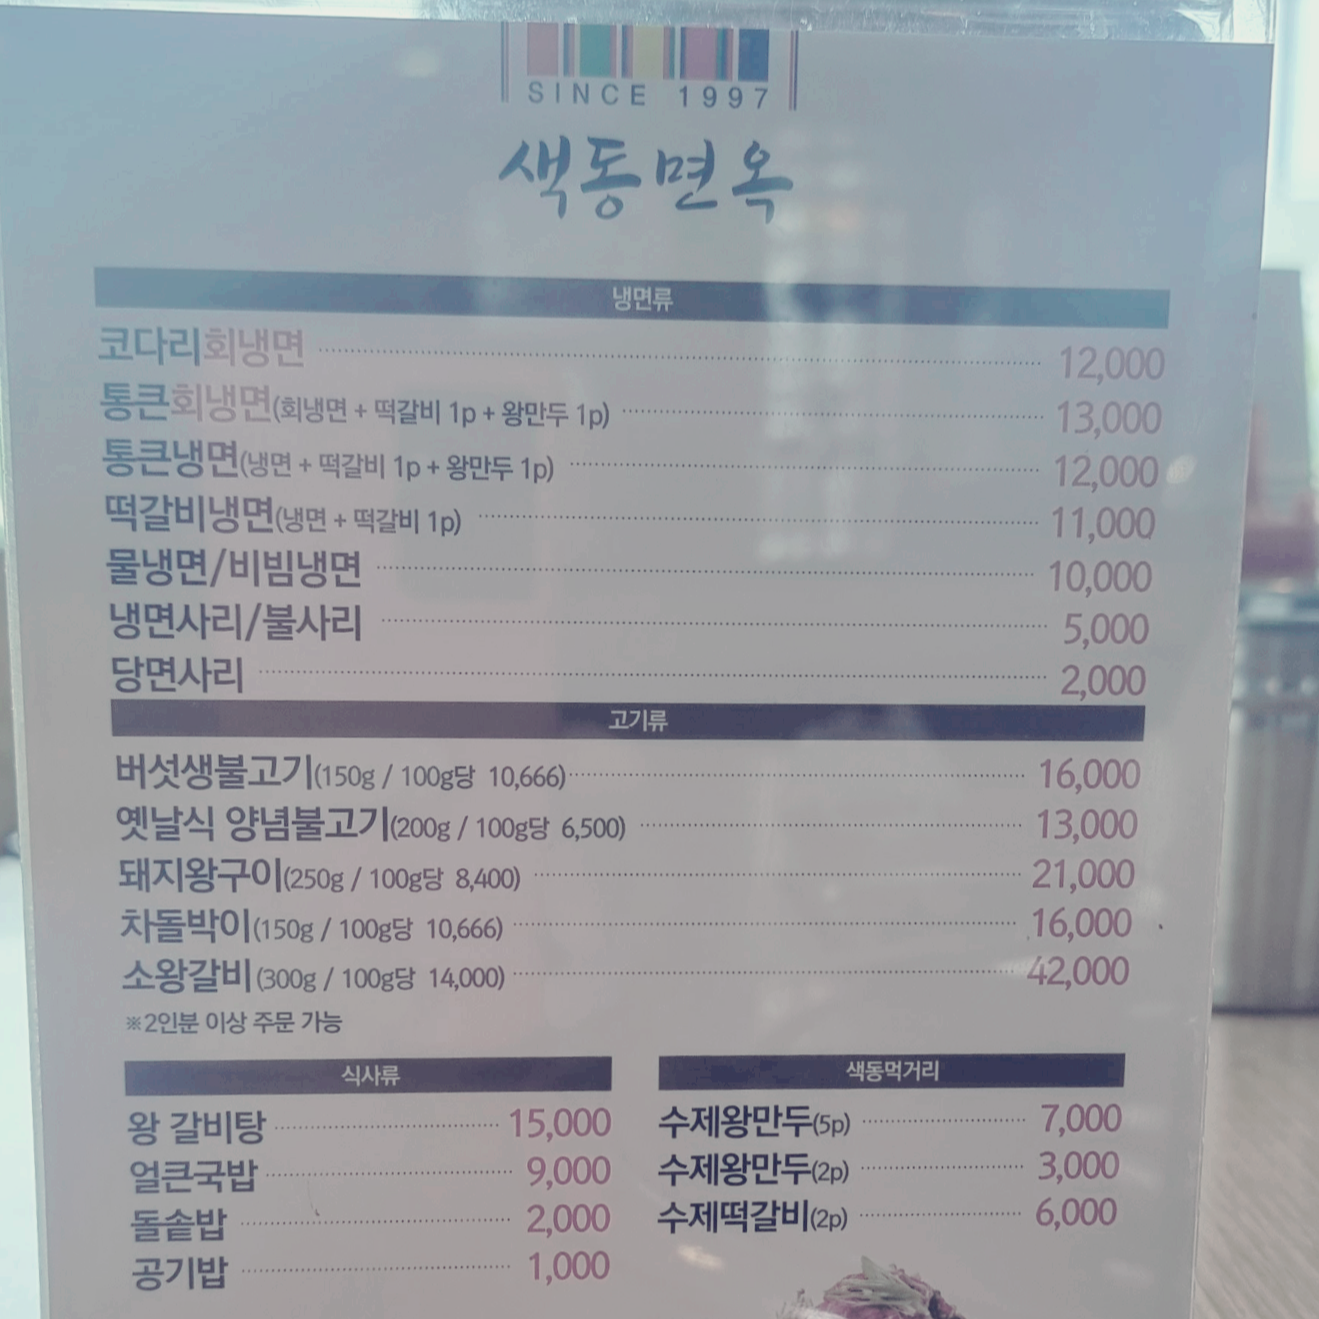 SINCE 1997
색동면옥
냉면류
코다리회냉면 12,000
통큰회냉면(회냉면 + 떡갈비 1p + 왕만두 1p) 13,000
통큰냉면(냉면 + 떡갈비 1p + 왕만두 1p) 12,000
떡갈비냉면(냉면 + 떡갈비 1p) 11,000
물냉면/비빔냉면 10,000
냉면사리/불사리 5,000
당면사리 2,000
고기류
버섯생불고기(150g / 100g당 10,666) 16,000
옛날식 양념불고기(200g / 100g당 6,500) 13,000
돼지왕구이(250g / 100g당 8,400) 21,000
차돌박이(150g / 100g당 10,666) 16,000
소왕갈비(300g / 100g당 14,000) 42,000
※2인분 이상 주문 가능
식사류
왕 갈비탕 15,000
얼큰국밥 9,000
돌솥밥 2,000
공기밥 1,000
색동먹거리
수제왕만두(5p) 7,000
수제왕만두(2p) 3,000
수제떡갈비(2p) 6,000